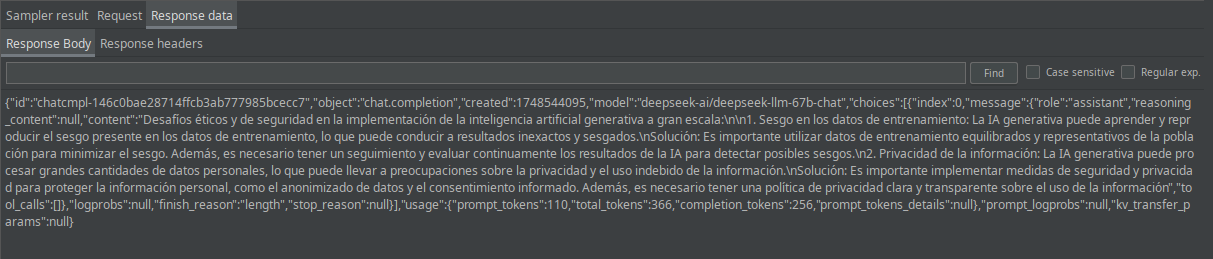 Sampler result Request Response data
Response Body Response headers
Find Case sensitive Regular exp.
{"id":"chatcmpl-146c0bae28714ffcb3ab777985bcecc7","object":"chat.completion","created":1748544095,"model":"deepseek-ai/deepseek-llm-67b-chat","choices":[{"index":0,"message":{"role":"assistant","reasoning
_content":null,"content":"Desafíos éticos y de seguridad en la implementación de la inteligencia artificial generativa a gran escala:\n\n1. Sesgo en los datos de entrenamiento: La IA generativa puede aprender y repr
oducir el sesgo presente en los datos de entrenamiento, lo que puede conducir a resultados inexactos y sesgados.\nSolución: Es importante utilizar datos de entrenamiento equilibrados y representativos de la pobla
ción para minimizar el sesgo. Además, es necesario tener un seguimiento y evaluar continuamente los resultados de la IA para detectar posibles sesgos.\n2. Privacidad de la información: La IA generativa puede pro
cesar grandes cantidades de datos personales, lo que puede llevar a preocupaciones sobre la privacidad y el uso indebido de la información.\nSolución: Es importante implementar medidas de seguridad y privacida
d para proteger la información personal, como el anonimizado de datos y el consentimiento informado. Además, es necesario tener una política de privacidad clara y transparente sobre el uso de la información","to
ol_calls":[]},"logprobs":null,"finish_reason":"length","stop_reason":null}],"usage":{"prompt_tokens":110,"total_tokens":366,"completion_tokens":256,"prompt_tokens_details":null},"prompt_logprobs":null,"kv_transfer_p
arams":null}